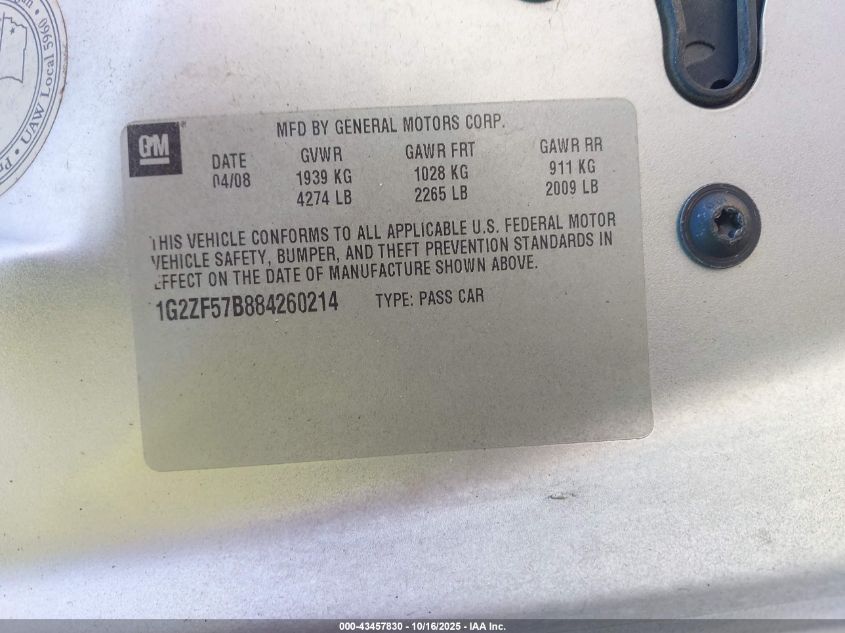 UAW Local 5960
GM
MFD BY GENERAL MOTORS CORP.
DATE GVWR GAWR FRT GAWR RR
04/08 1939 KG 1028 KG 911 KG
4274 LB 2265 LB 2009 LB
THIS VEHICLE CONFORMS TO ALL APPLICABLE U.S. FEDERAL MOTOR
VEHICLE SAFETY, BUMPER, AND THEFT PREVENTION STANDARDS IN
EFFECT ON THE DATE OF MANUFACTURE SHOWN ABOVE.
1G2ZF57B884260214 TYPE: PASS CAR
000-43457830 - 10/16/2025 - IAA Inc.